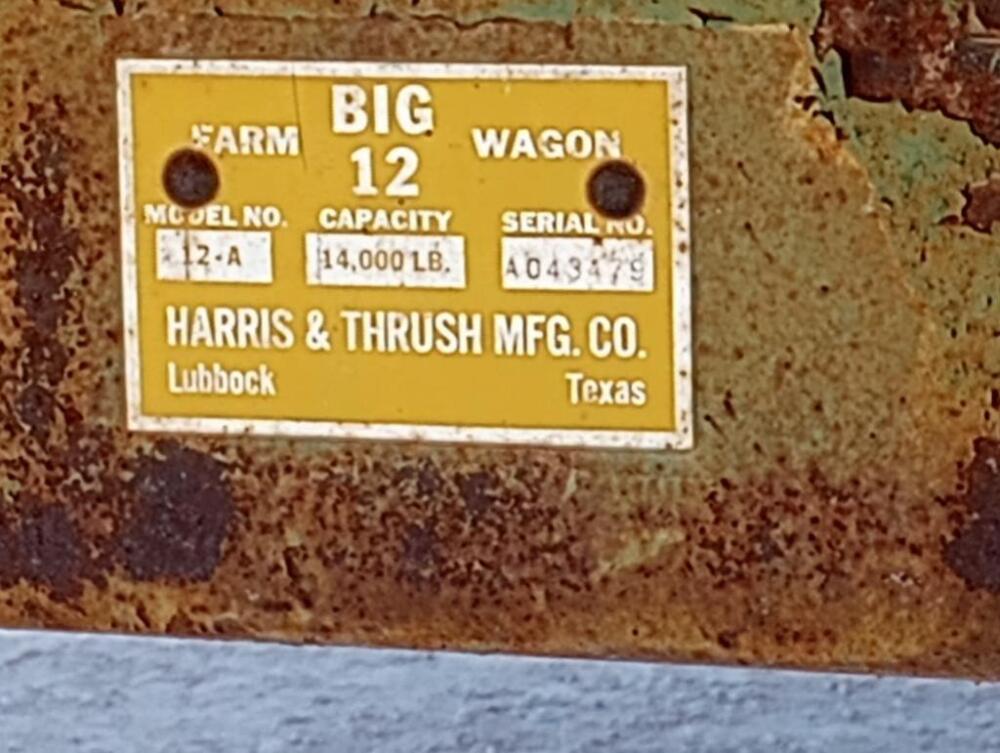 BIG
FARM WAGON
12
MODEL NO. CAPACITY SERIAL NO.
12-A 14,000 LB. A043479
HARRIS & THRUSH MFG. CO.
Lubbock Texas